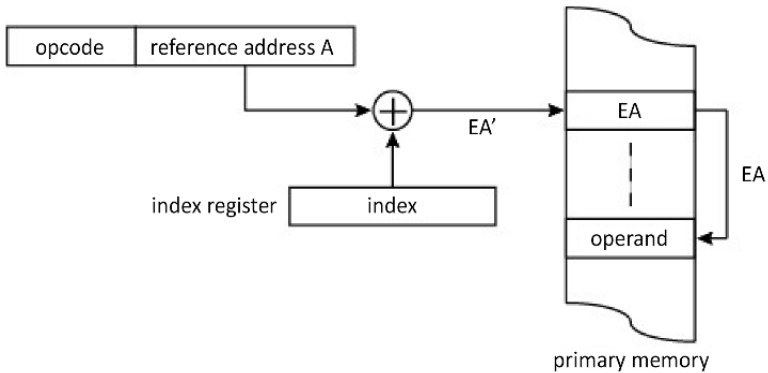 opcode reference address A
EA
EA’
EA
index register index
operand
primary memory